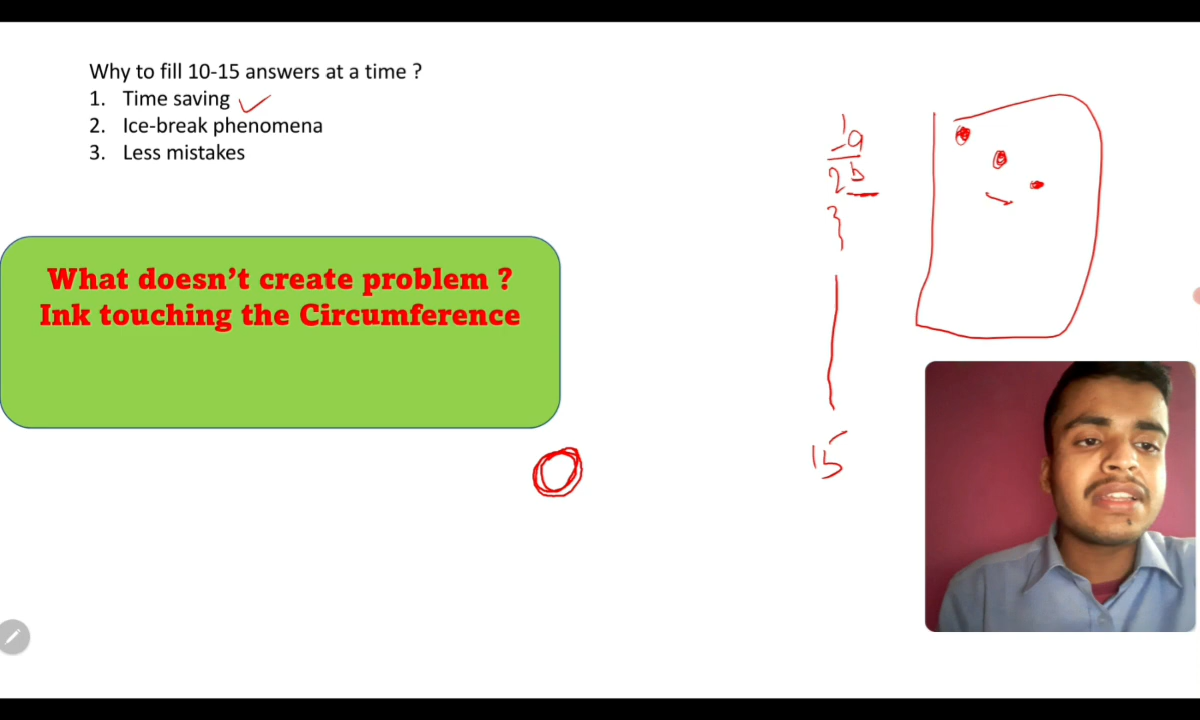 Why to fill 10-15 answers at a time ?
1. Time saving
2. Ice-break phenomena
3. Less mistakes
What doesn’t create problem ?
Ink touching the Circumference
1 a
2 b
3
15